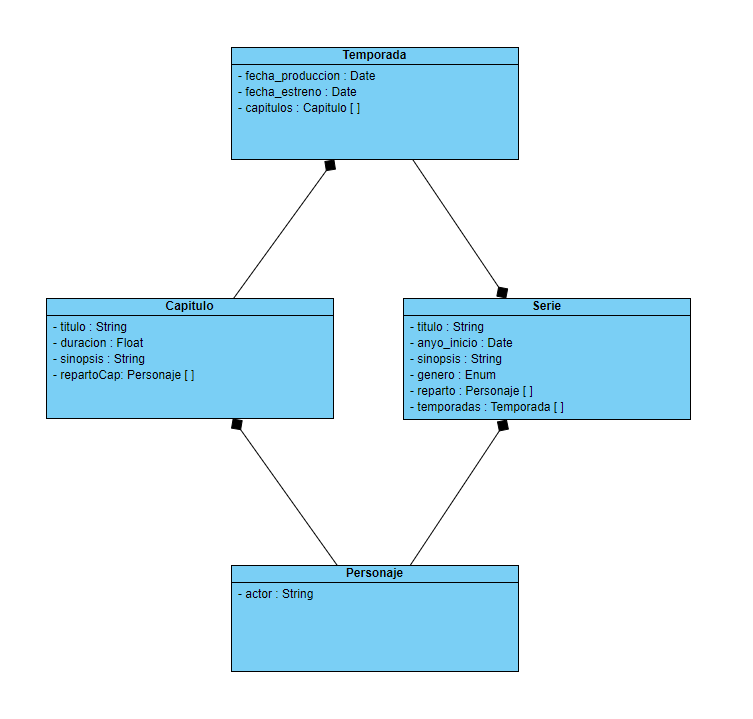 Temporada
- fecha_produccion : Date
- fecha_estreno : Date
- capitulos : Capitulo [ ]
Capitulo
- titulo : String
- duracion : Float
- sinopsis : String
- repartoCap: Personaje [ ]
Serie
- titulo : String
- anyo_inicio : Date
- sinopsis : String
- genero : Enum
- reparto : Personaje [ ]
- temporadas : Temporada [ ]
Personaje
- actor : String